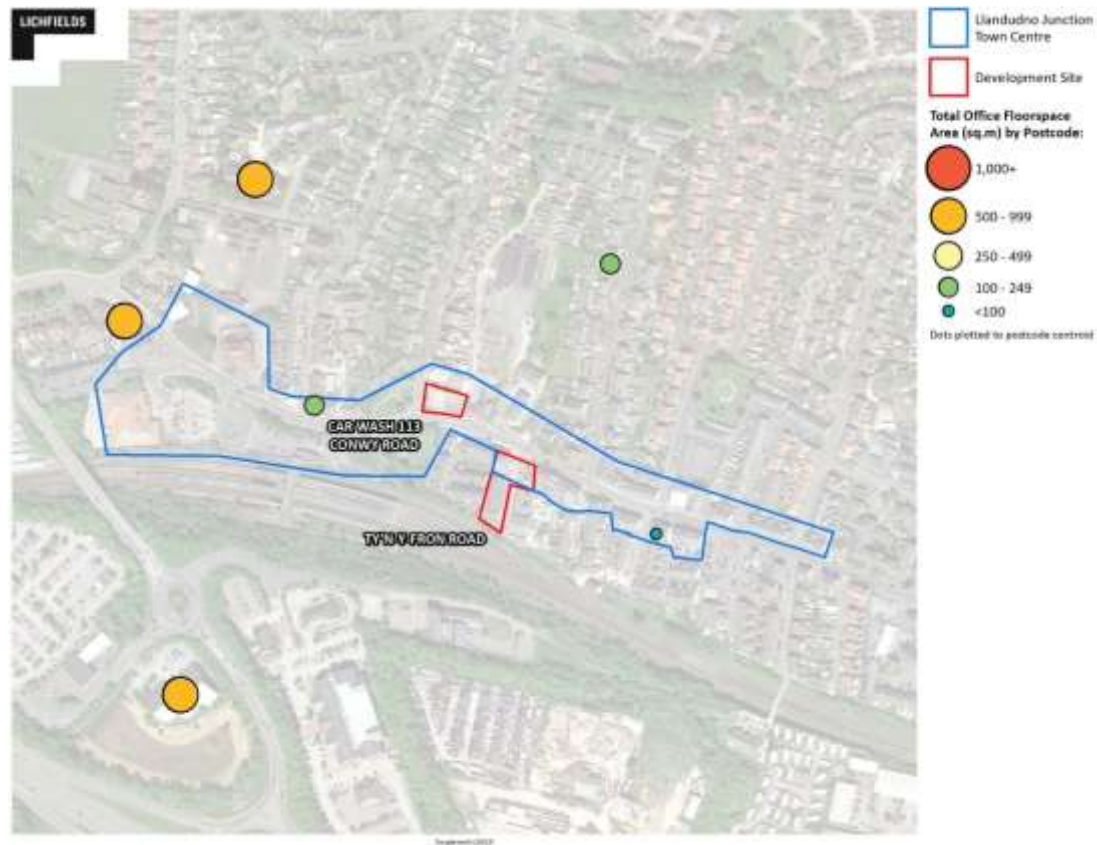 LICHFIELDS
CAR WASH 113
CONWY ROAD
TY'N-Y-FRON ROAD
Llandudno Junction
Town Centre
Development Site
Total Office Floorspace
Area (sq.m) by Postcode:
1,000+
500 - 999
250 - 499
100 - 249
<100
Dots plotted to postcode centroid